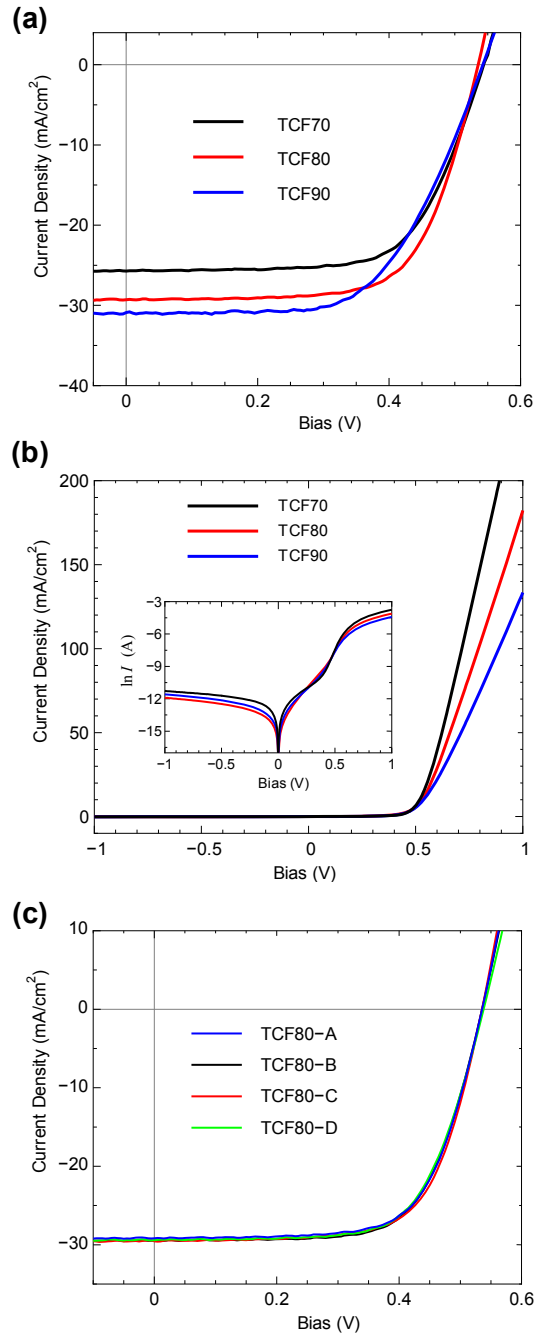 (a)
0
-10
-20
-30
-40
Current Density (mA/cm²)
TCF70
TCF80
TCF90
0 0.2 0.4 0.6
Bias (V)
(b)
200
150
100
50
0
Current Density (mA/cm²)
TCF70
TCF80
TCF90
-3
-6
-9
-12
-15
ln I (A)
-1 -0.5 0 0.5 1
Bias (V)
-1 -0.5 0 0.5 1
Bias (V)
(c)
10
0
-10
-20
-30
Current Density (mA/cm²)
TCF80-A
TCF80-B
TCF80-C
TCF80-D
0 0.2 0.4 0.6
Bias (V)